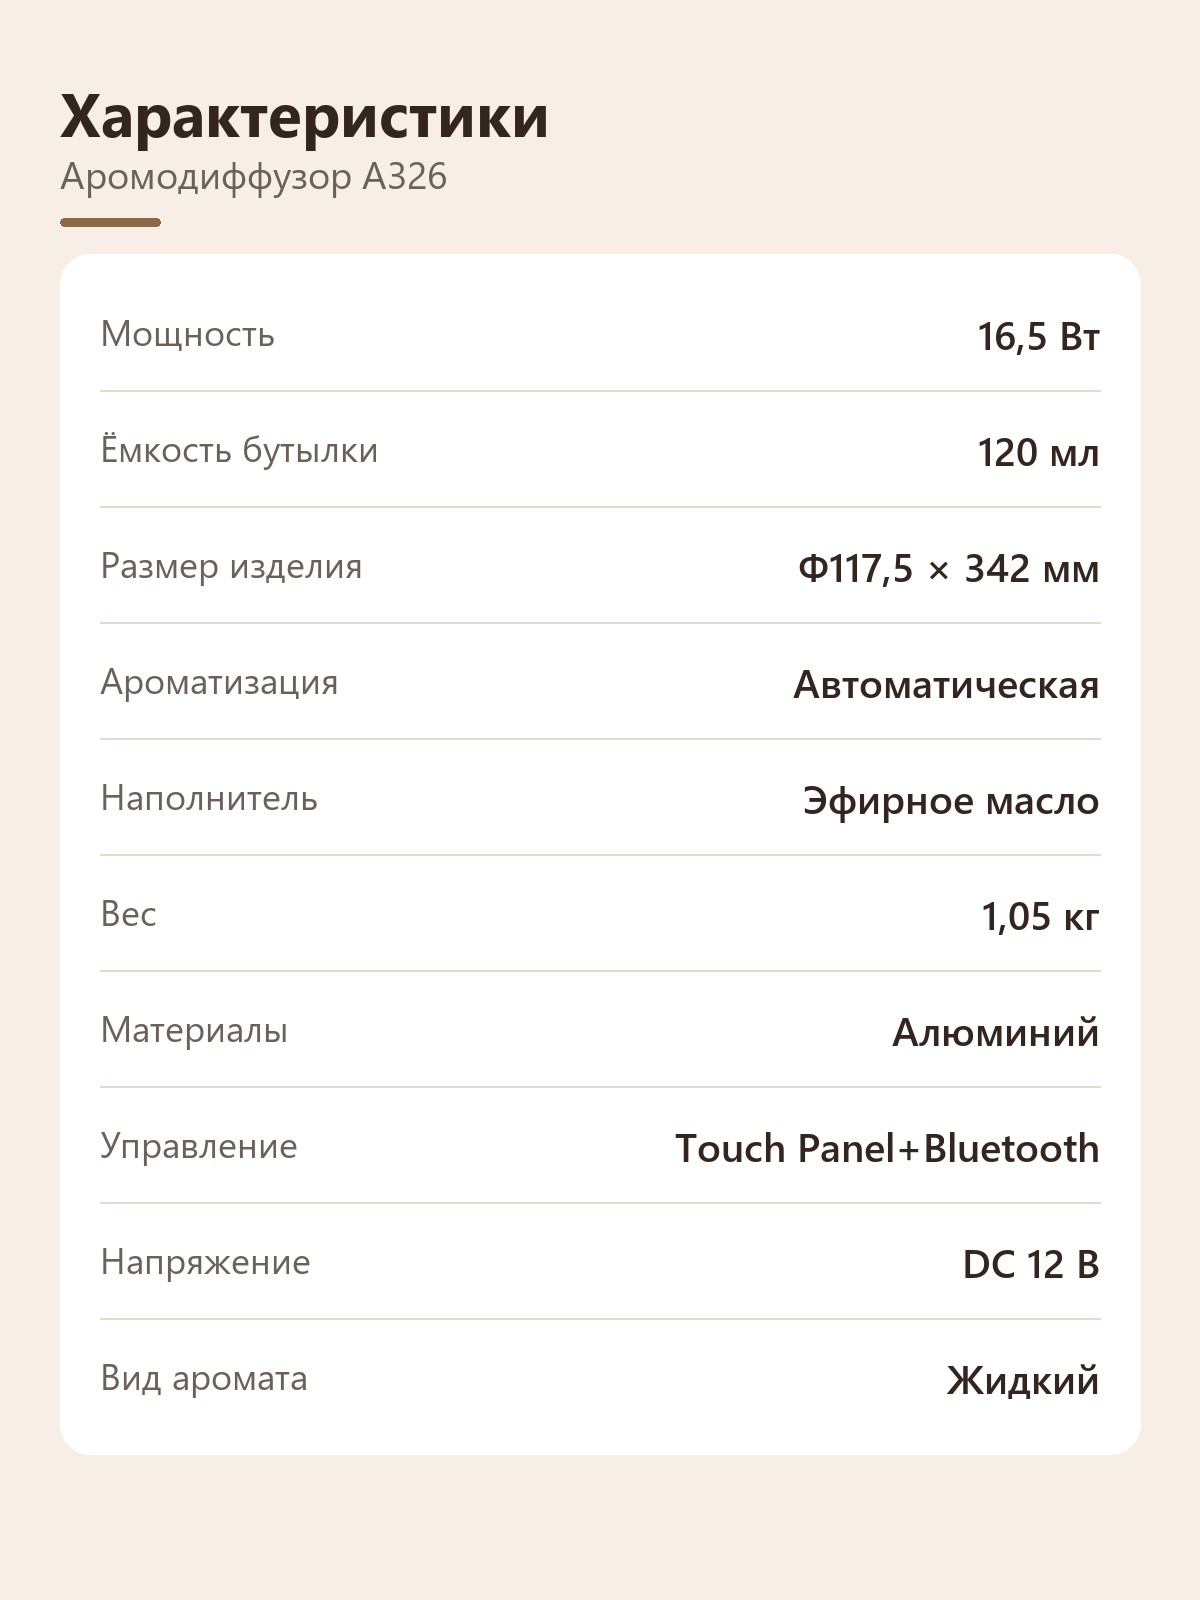 Характеристики
Аромодиффузор A326
Мощность 16,5 Вт
Ёмкость бутылки 120 мл
Размер изделия Ф117,5 × 342 мм
Ароматизация Автоматическая
Наполнитель Эфирное масло
Вес 1,05 кг
Материалы Алюминий
Управление Touch Panel+Bluetooth
Напряжение DC 12 В
Вид аромата Жидкий